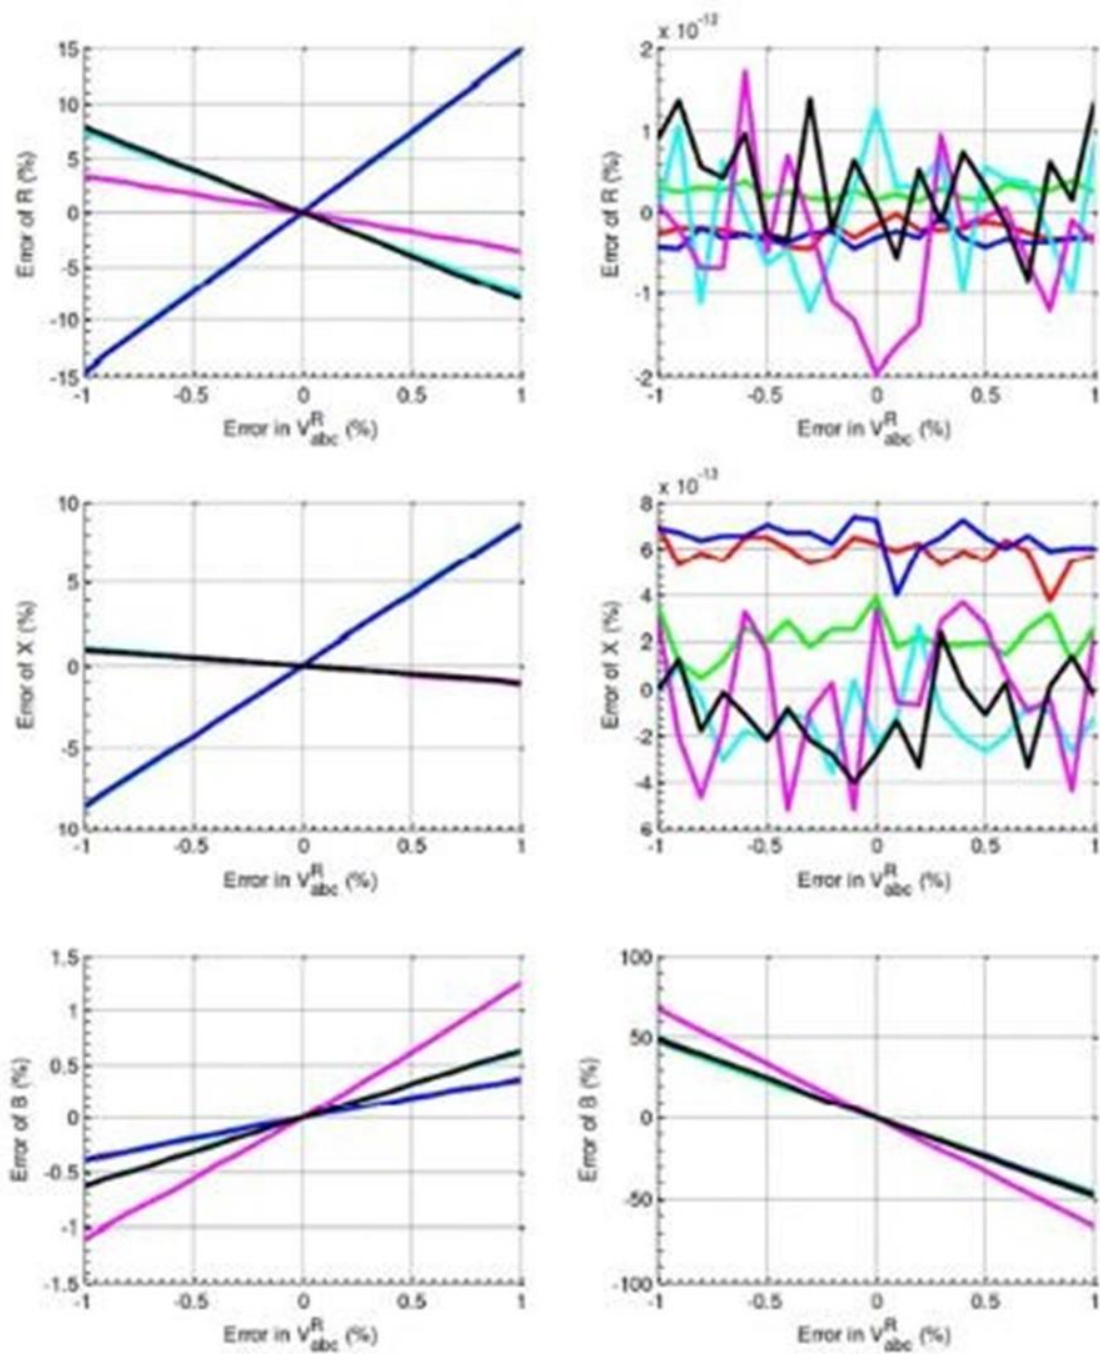 x 10⁻¹²
15
10
5
0
-5
-10
-15
Error of R (%)
-1 -0.5 0 0.5 1
Error in V^R_abc (%)
2
1
0
-1
-2
Error of R (%)
-1 -0.5 0 0.5 1
Error in V^R_abc (%)
10
5
0
-5
10
Error of X (%)
-1 -0.5 0 0.5 1
Error in V^R_abc (%)
x 10⁻¹³
8
6
4
2
0
-2
-4
6
Error of X (%)
-1 -0.5 0 0.5 1
Error in V^R_abc (%)
1.5
1
0.5
0
-0.5
-1
-1.5
Error of B (%)
-1 -0.5 0 0.5 1
Error in V^R_abc (%)
100
50
0
-50
-100
Error of B (%)
-1 -0.5 0 0.5 1
Error in V^R_abc (%)